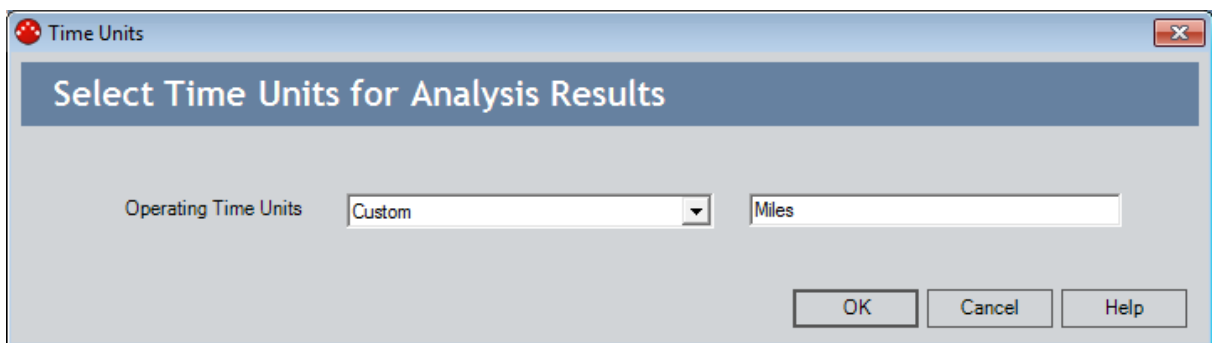 Time Units
Select Time Units for Analysis Results
Operating Time Units Custom Miles
OK Cancel Help